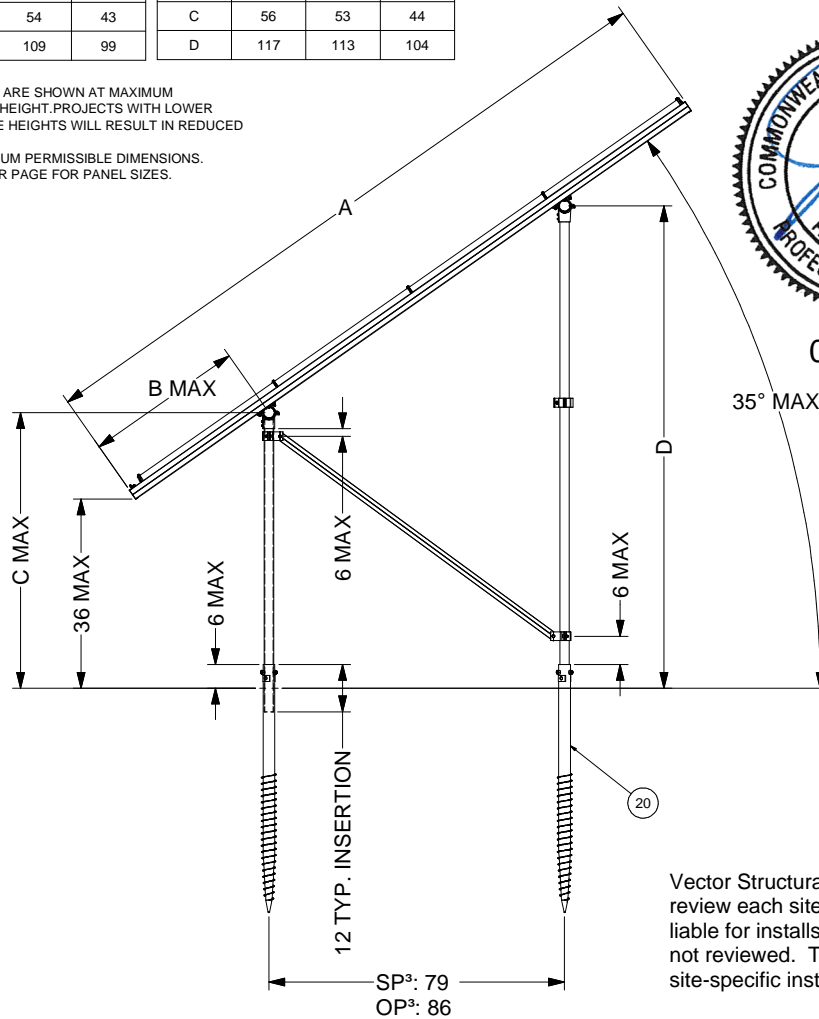 54 43
109 99
C 56 53 44
D 117 113 104
ARE SHOWN AT MAXIMUM
HEIGHT.PROJECTS WITH LOWER
HEIGHTS WILL RESULT IN REDUCED
PERMISSIBLE DIMENSIONS.
PAGE FOR PANEL SIZES.
A
B MAX
C MAX
36 MAX
6 MAX
6 MAX
D
6 MAX
35° MAX
12 TYP. INSERTION
20
SP³: 79
OP³: 86
COMMONWEA
PROFES
Vector Structura
review each site
liable for installs
not reviewed. T
site-specific inst